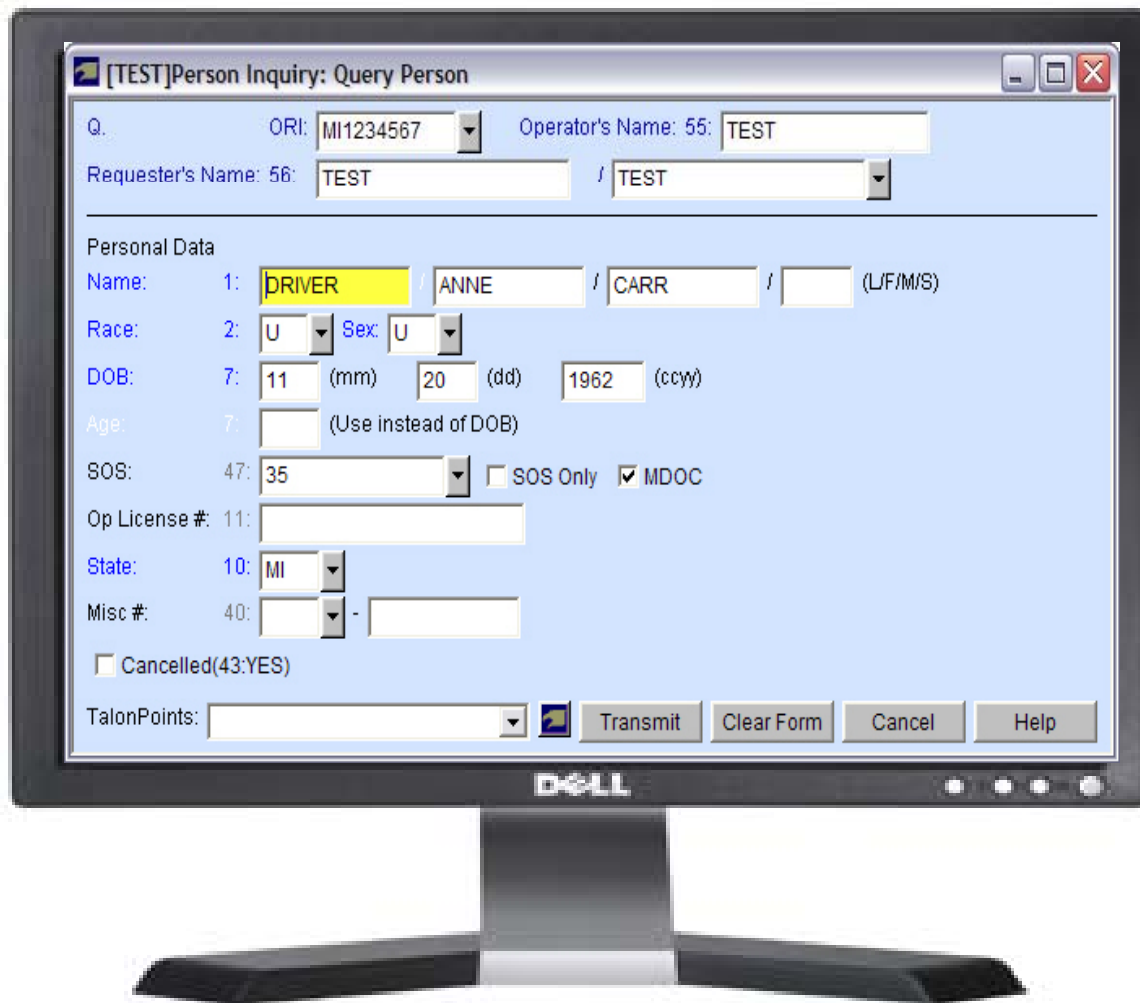 [TEST]Person Inquiry: Query Person
Q. ORI: MI1234567 Operator's Name: 55: TEST
Requester's Name: 56: TEST / TEST
Personal Data
Name: 1: DRIVER / ANNE / CARR / (L/F/M/S)
Race: 2: U Sex: U
DOB: 7: 11 (mm) 20 (dd) 1962 (ccyy)
Age: 7: (Use instead of DOB)
SOS: 47: 35 SOS Only MDOC
Op License #: 11:
State: 10: MI
Misc #: 40: -
Cancelled(43:YES)
TalonPoints: Transmit Clear Form Cancel Help
DELL